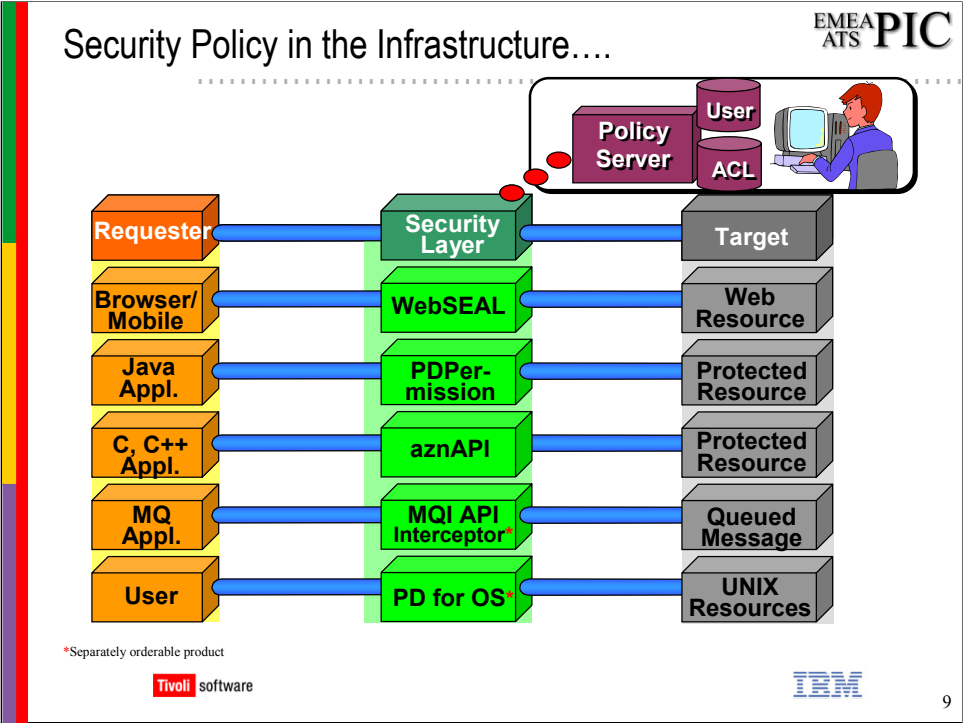 Security Policy in the Infrastructure….
EMEA
ATS PIC
Policy
Server
User
ACL
Requester
Security
Layer
Target
Browser/
Mobile
WebSEAL
Web
Resource
Java
Appl.
PDPer-
mission
Protected
Resource
C, C++
Appl.
aznAPI
Protected
Resource
MQ
Appl.
MQI API
Interceptor*
Queued
Message
User
PD for OS*
UNIX
Resources
*Separately orderable product
Tivoli software
IBM
9